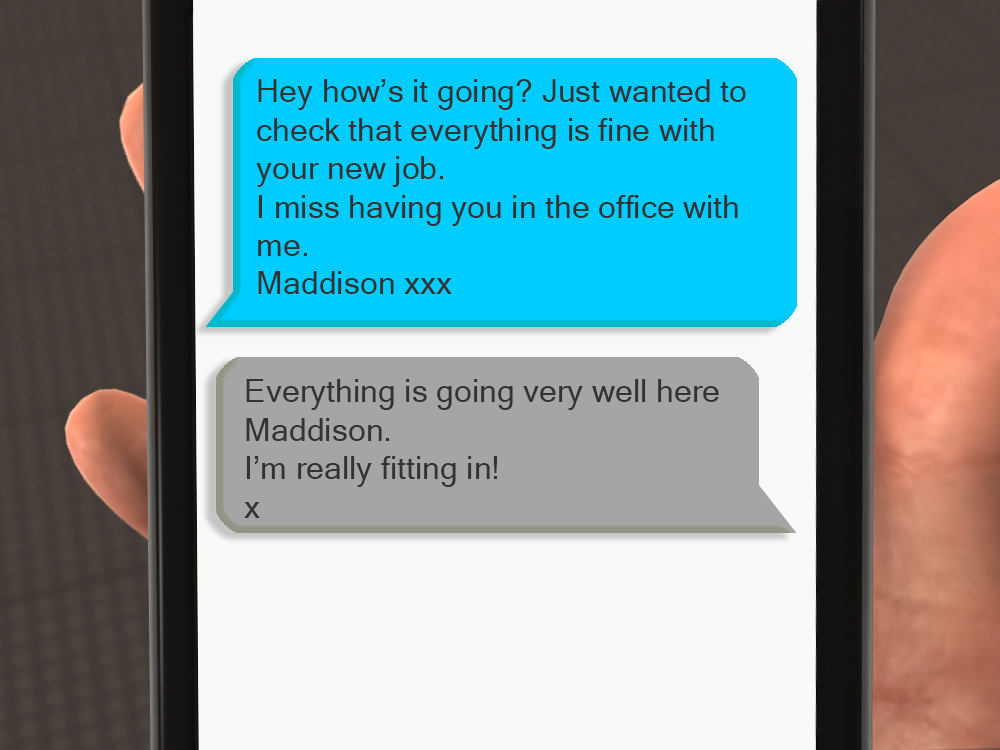 Hey how’s it going? Just wanted to
check that everything is fine with
your new job.
I miss having you in the office with
me.
Maddison xxx
Everything is going very well here
Maddison.
I’m really fitting in!
x